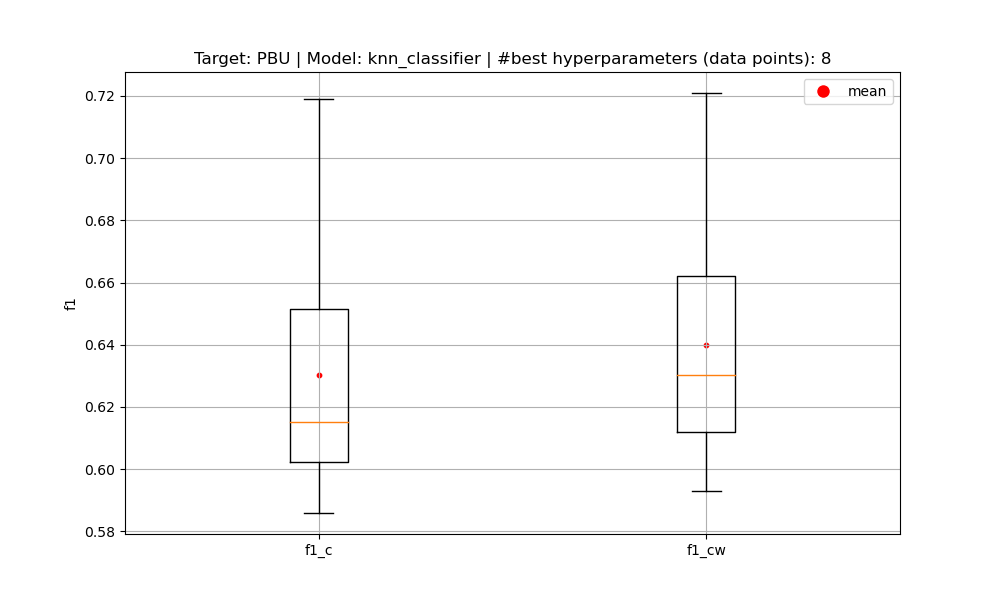 Target: PBU | Model: knn_classifier | #best hyperparameters (data points): 8
mean
0.72
0.70
0.68
0.66
0.64
0.62
0.60
0.58
f1
f1_c
f1_cw